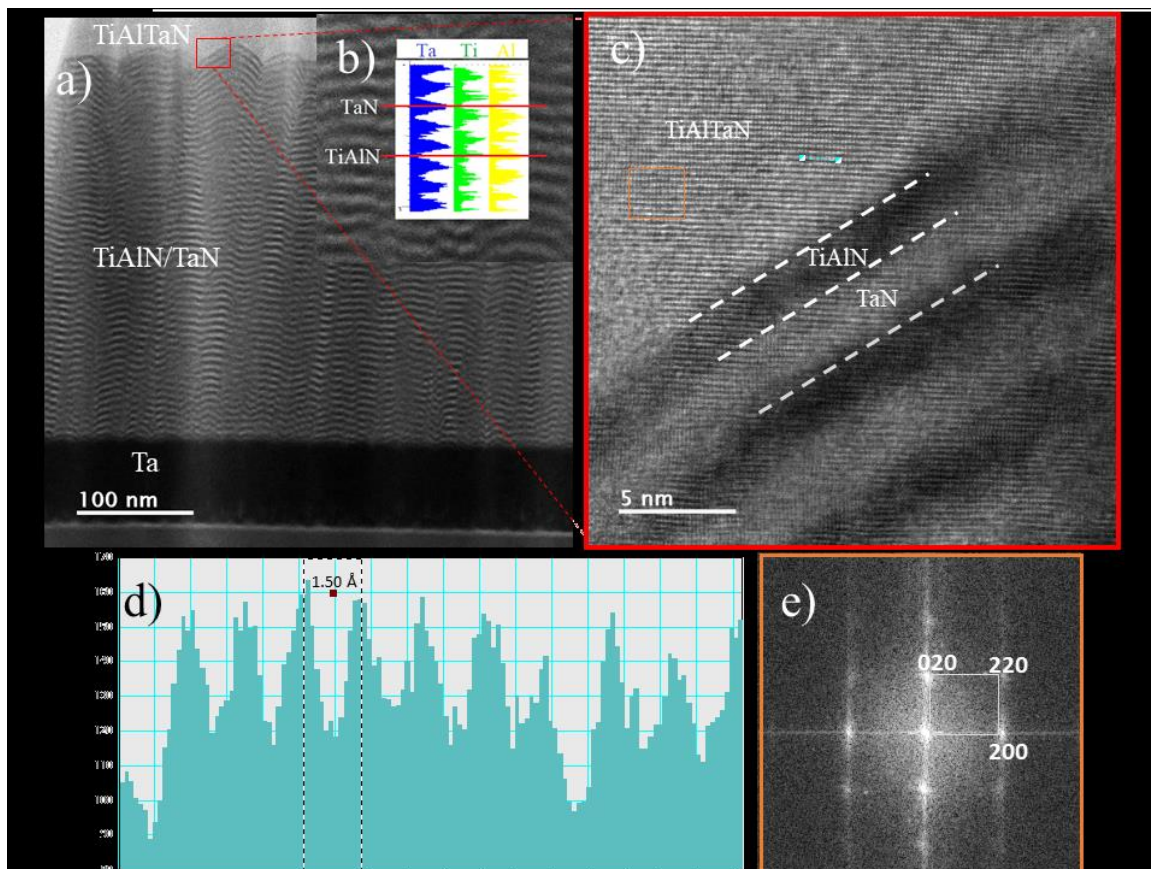 TiAlTaN
a)
TiAlN/TaN
Ta
100 nm
b)
Ta Ti Al
TaN
TiAlN
c)
TiAlTaN
TiAlN
TaN
5 nm
d)
1.50 Å
e)
020 220
200